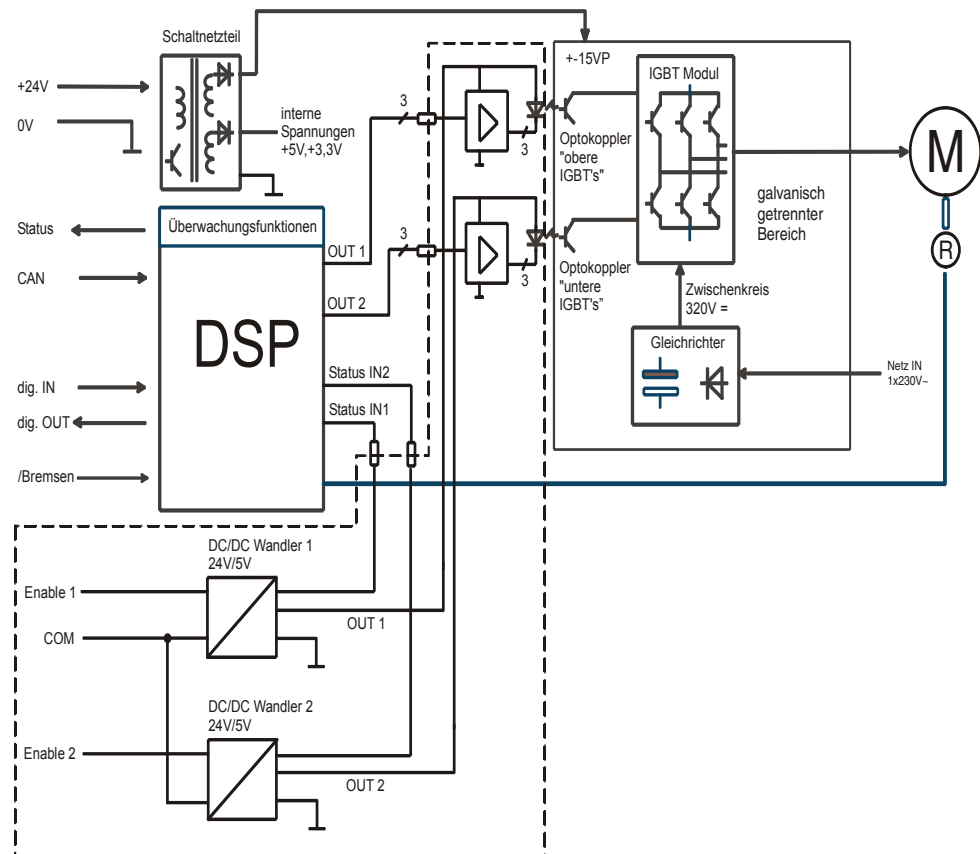 Schaltnetzteil
+24V
0V
interne
Spannungen
+5V,+3,3V
+-15VP
IGBT Modul
3
3
Optokoppler
"obere
IGBT's"
M
galvanisch
getrennter
Bereich
R
Status
CAN
dig. IN
dig. OUT
/Bremsen
Überwachungsfunktionen
DSP
OUT 1
OUT 2
Status IN2
Status IN1
3
3
Optokoppler
"untere
IGBT's"
Zwischenkreis
320V =
Gleichrichter
Netz IN
1x230V~
DC/DC Wandler 1
24V/5V
Enable 1
COM
OUT 1
DC/DC Wandler 2
24V/5V
Enable 2
OUT 2